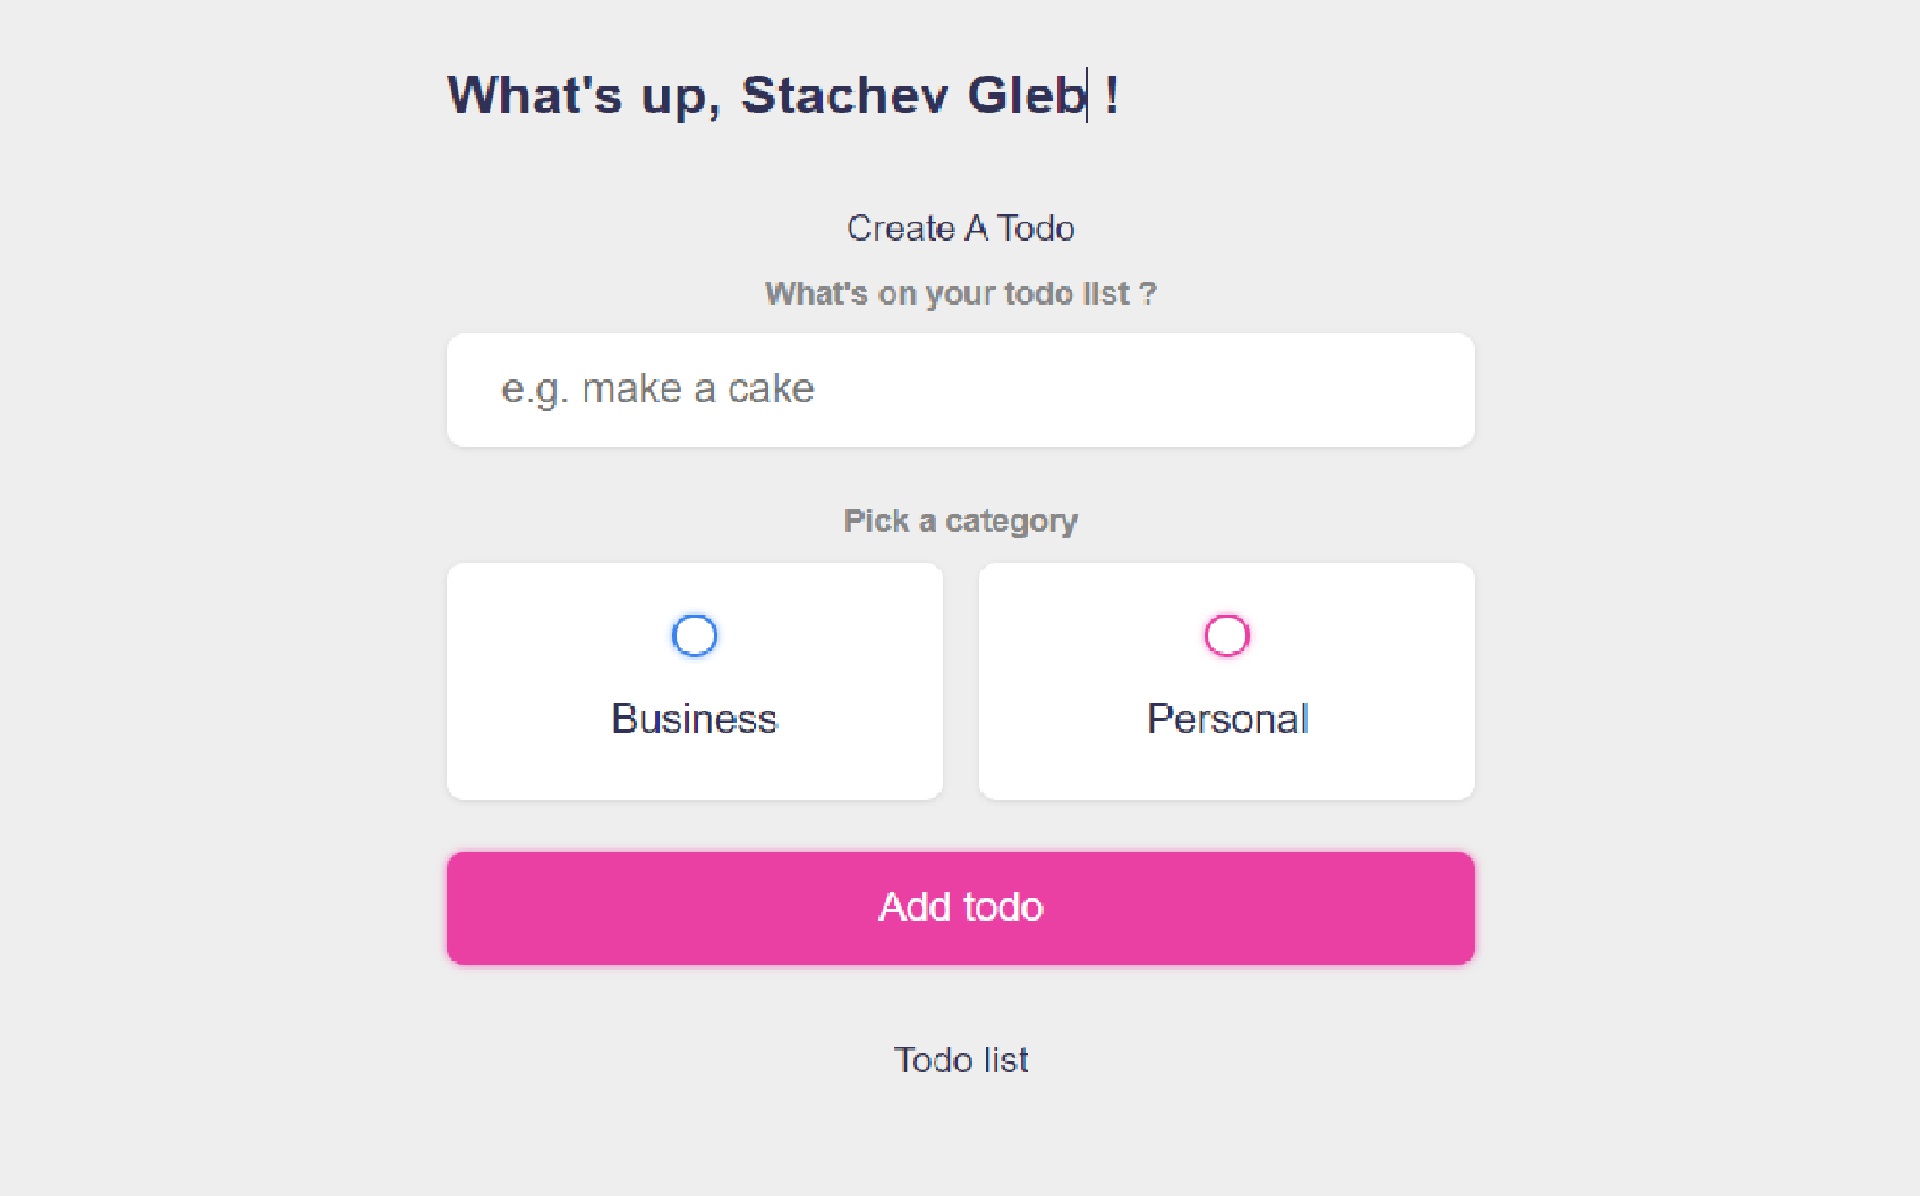 What's up, Stachev Gleb !
Create A Todo
What's on your todo list ?
e.g. make a cake
Pick a category
Business
Personal
Add todo
Todo list